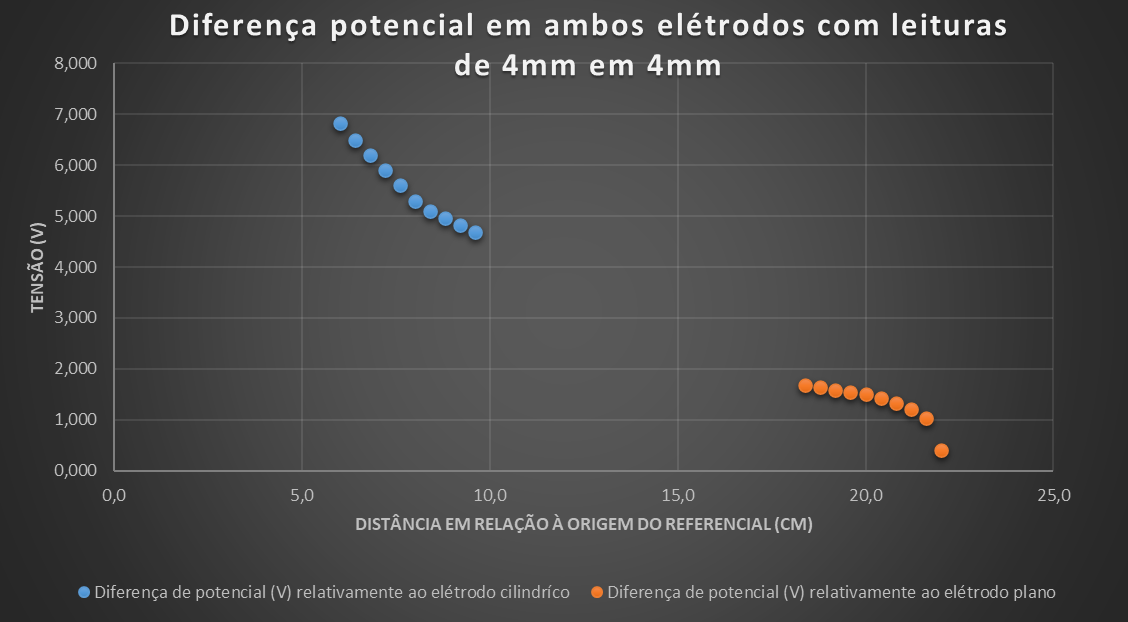 Diferença potencial em ambos elétrodos com leituras
de 4mm em 4mm
8,000
7,000
6,000
5,000
4,000
3,000
2,000
1,000
0,000
TENSÃO (V)
0,0 5,0 10,0 15,0 20,0 25,0
DISTÂNCIA EM RELAÇÃO À ORIGEM DO REFERENCIAL (CM)
Diferença de potencial (V) relativamente ao elétrodo cilindríco Diferença de potencial (V) relativamente ao elétrodo plano